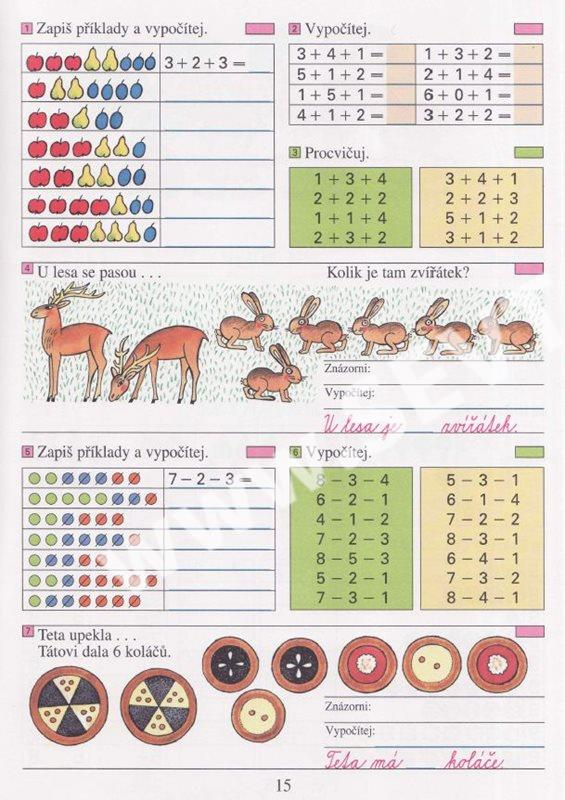 1 Zapiš příklady a vypočítej.
3 + 2 + 3 =
2 Vypočítej.
3 + 4 + 1 = 1 + 3 + 2 =
5 + 1 + 2 = 2 + 1 + 4 =
1 + 5 + 1 = 6 + 0 + 1 =
4 + 1 + 2 = 3 + 2 + 2 =
3 Procvičuj.
1 + 3 + 4 3 + 4 + 1
2 + 2 + 2 2 + 2 + 3
1 + 1 + 4 5 + 1 + 2
2 + 3 + 2 3 + 1 + 2
4 U lesa se pasou . . . Kolik je tam zvířátek?
Znázorni:
Vypočítej:
U lesa je zvířátek.
5 Zapiš příklady a vypočítej.
7 − 2 − 3 =
6 Vypočítej.
8 − 3 − 4 5 − 3 − 1
6 − 2 − 1 6 − 1 − 4
4 − 1 − 2 7 − 2 − 2
7 − 2 − 3 8 − 3 − 1
8 − 5 − 3 6 − 4 − 1
5 − 2 − 1 7 − 3 − 2
7 − 3 − 1 8 − 4 − 1
7 Teta upekla . . .
Tátovi dala 6 koláčů.
Znázorni:
Vypočítej:
Teta má koláče.
15